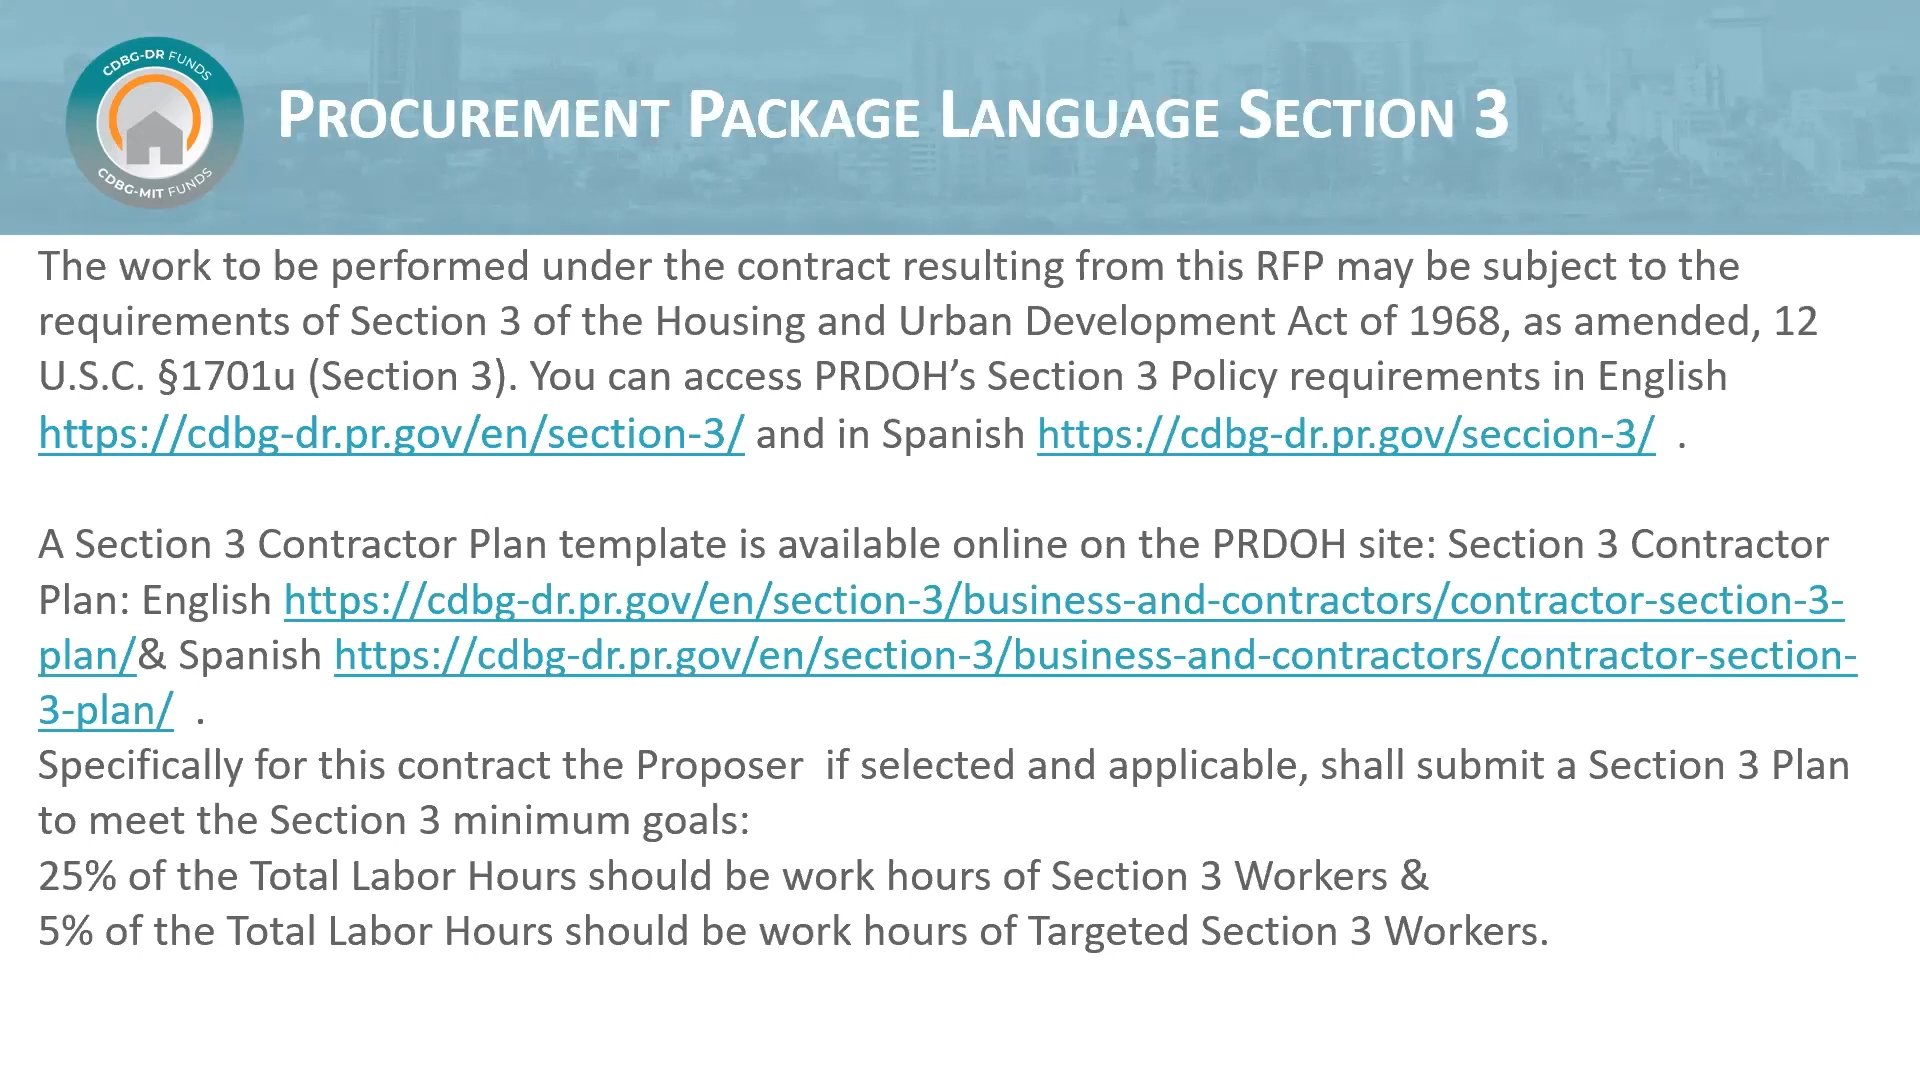 CDBG-DR FUNDS
CDBG-MIT FUNDS
PROCUREMENT PACKAGE LANGUAGE SECTION 3
The work to be performed under the contract resulting from this RFP may be subject to the
requirements of Section 3 of the Housing and Urban Development Act of 1968, as amended, 12
U.S.C. §1701u (Section 3). You can access PRDOH’s Section 3 Policy requirements in English
https://cdbg-dr.pr.gov/en/section-3/ and in Spanish https://cdbg-dr.pr.gov/seccion-3/  .
A Section 3 Contractor Plan template is available online on the PRDOH site: Section 3 Contractor
Plan: English https://cdbg-dr.pr.gov/en/section-3/business-and-contractors/contractor-section-3-
plan/& Spanish https://cdbg-dr.pr.gov/en/section-3/business-and-contractors/contractor-section-
3-plan/  .
Specifically for this contract the Proposer  if selected and applicable, shall submit a Section 3 Plan
to meet the Section 3 minimum goals:
25% of the Total Labor Hours should be work hours of Section 3 Workers &
5% of the Total Labor Hours should be work hours of Targeted Section 3 Workers.